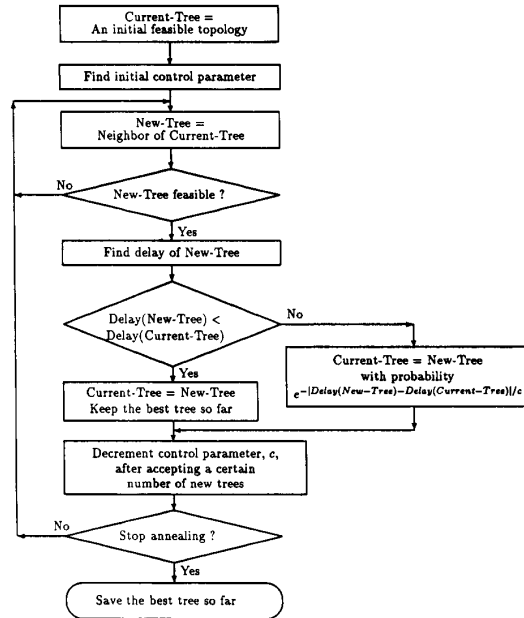 Current-Tree =
An initial feasible topology
Find initial control parameter
New-Tree =
Neighbor of Current-Tree
No
New-Tree feasible ?
Yes
Find delay of New-Tree
No
Delay(New-Tree) <
Delay(Current-Tree)
Yes
Current-Tree = New-Tree
with probability
e^{-|Delay(New-Tree)-Delay(Current-Tree)|/c}
Current-Tree = New-Tree
Keep the best tree so far
Decrement control parameter, c,
after accepting a certain
number of new trees
No
Stop annealing ?
Yes
Save the best tree so far